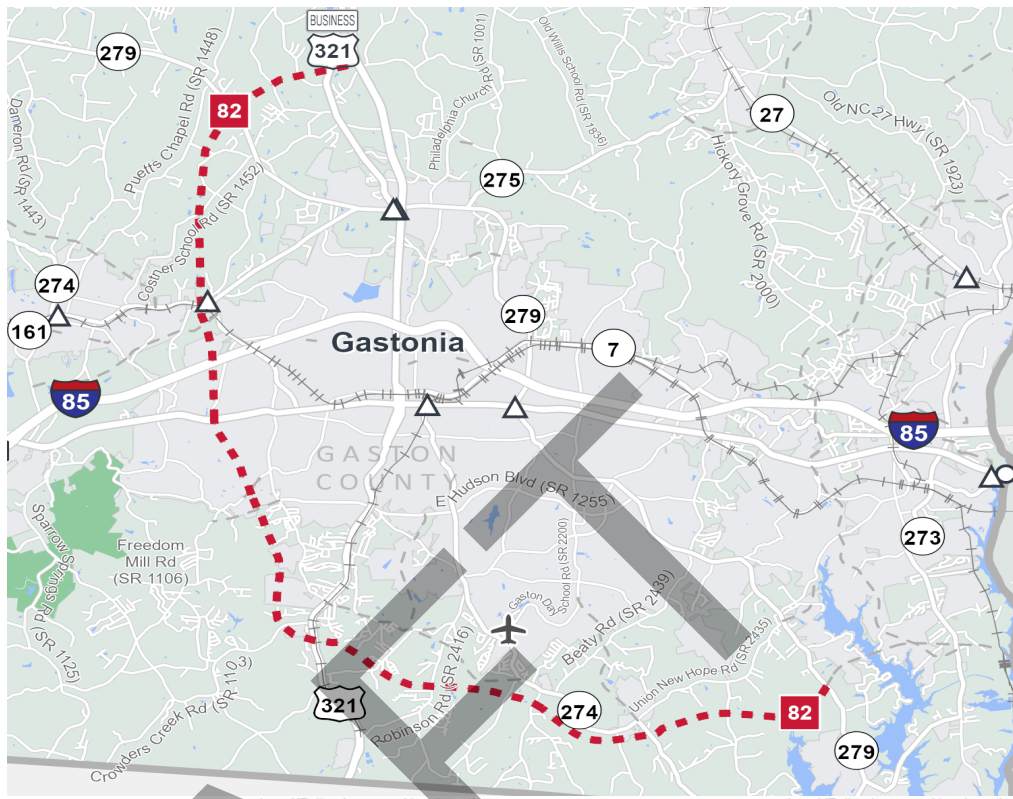 BUSINESS
321
279
82
Puetts Chapel Rd (SR 1448)
Philadelphia Church Rd (SR 1001)
Old Willis School Rd (SR 1836)
27
Old NC 27 Hwy (SR 1923)
Dameron Rd (SR 1443)
275
Hickory Grove Rd (SR 2000)
Costner School Rd (SR 1452)
274
161
279
Gastonia
7
85
85
GASTON
COUNTY
E Hudson Blvd (SR 1255)
Freedom
Mill Rd
(SR 1106)
Sparrow Springs Rd (SR 1125)
273
Gaston Day
School Rd (SR2200)
Beaty Rd (SR 2439)
Union New Hope Rd (SR 2435)
Robinson Rd (SR 2416)
Crowders Creek Rd (SR 1103)
321
274
82
279